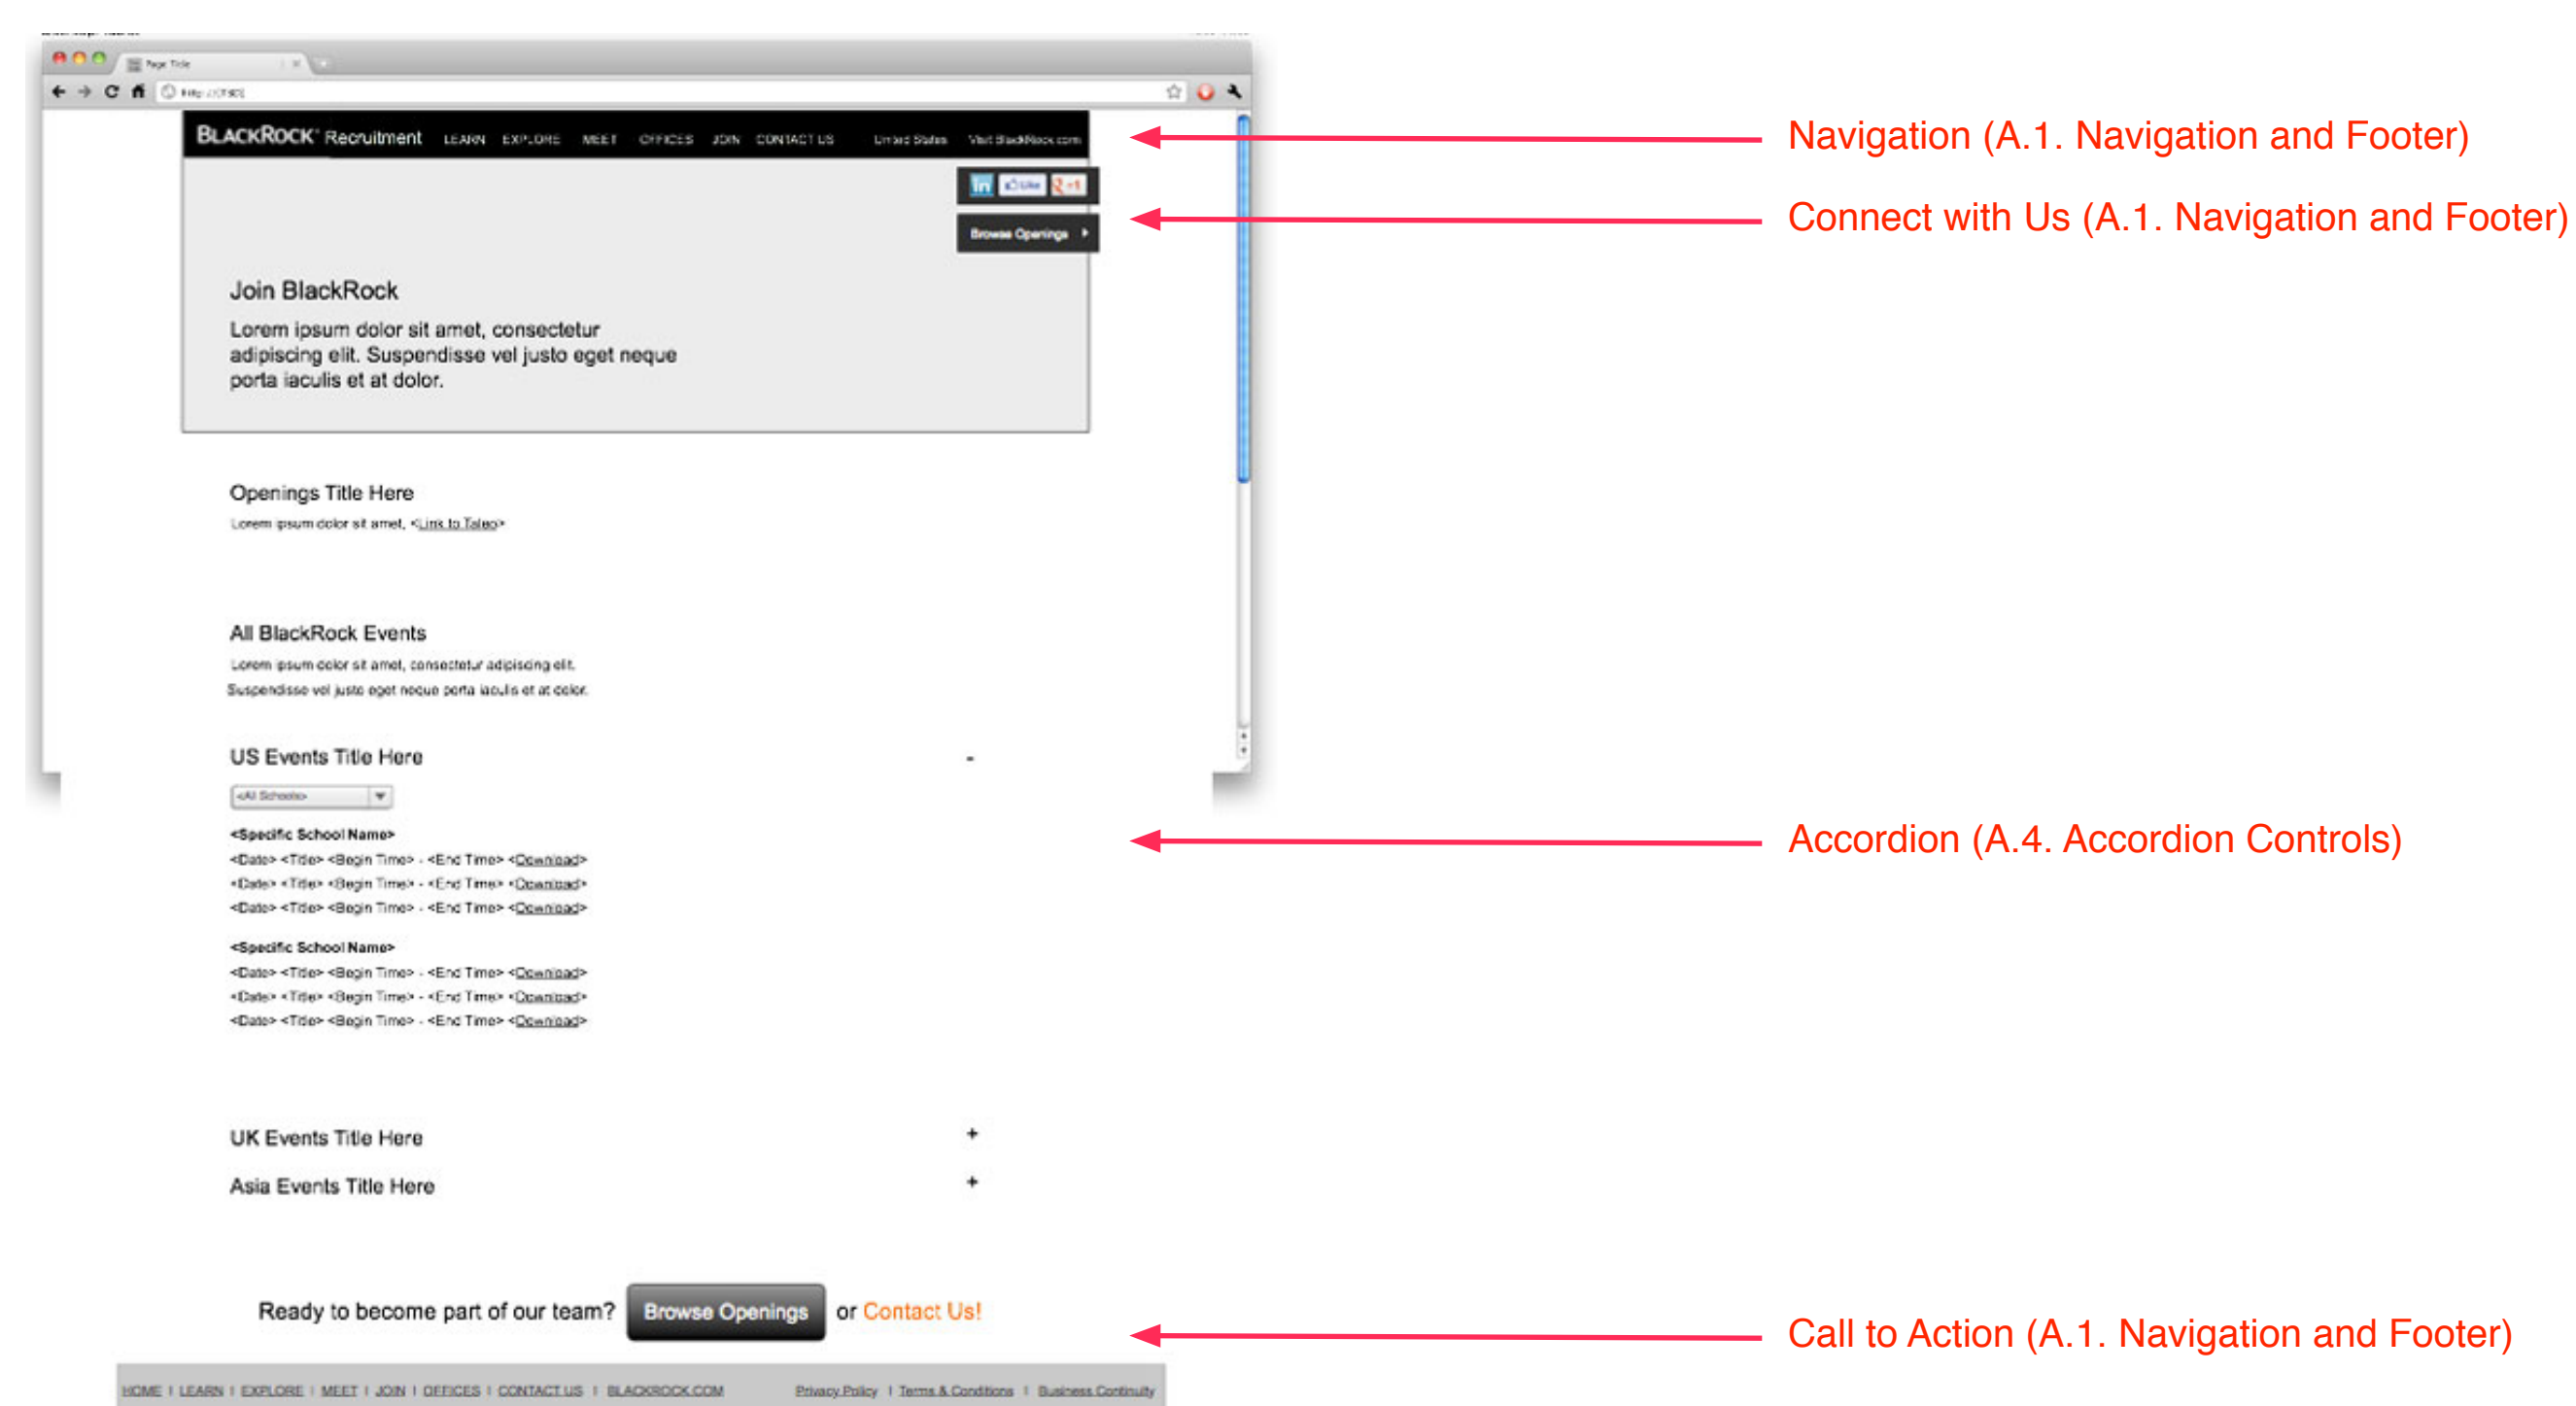 Page Title
BLACKROCK Recruitment LEARN EXPLORE MEET OFFICES JOIN CONTACT US United States Visit BlackRock.com
Navigation (A.1. Navigation and Footer)
in Like +1
Connect with Us (A.1. Navigation and Footer)
Browse Openings
Join BlackRock
Lorem ipsum dolor sit amet, consectetur
adipiscing elit. Suspendisse vel justo eget neque
porta iaculis et at dolor.
Openings Title Here
Lorem ipsum dolor sit amet, <Link to Taleo>
All BlackRock Events
Lorem ipsum dolor sit amet, consectetur adipiscing elit.
Suspendisse vel justo eget neque porta iaculis et at dolor.
US Events Title Here -
<All Schools>
<Specific School Name>
Accordion (A.4. Accordion Controls)
<Date> <Title> <Begin Time> - <End Time> <Download>
<Date> <Title> <Begin Time> - <End Time> <Download>
<Date> <Title> <Begin Time> - <End Time> <Download>
<Specific School Name>
<Date> <Title> <Begin Time> - <End Time> <Download>
<Date> <Title> <Begin Time> - <End Time> <Download>
<Date> <Title> <Begin Time> - <End Time> <Download>
UK Events Title Here +
Asia Events Title Here +
Ready to become part of our team? Browse Openings or Contact Us!
Call to Action (A.1. Navigation and Footer)
HOME | LEARN | EXPLORE | MEET | JOIN | OFFICES | CONTACT US | BLACKROCK.COM Privacy Policy | Terms & Conditions | Business Continuity